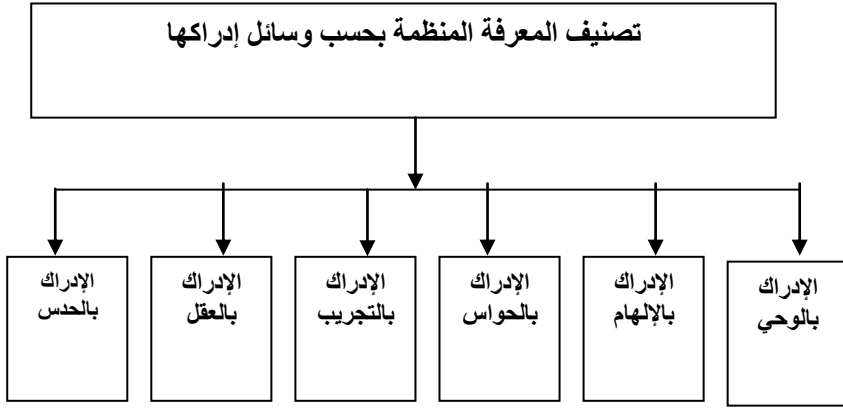 تصنيف المعرفة المنظمة بحسب وسائل إدراكها
الإدراك
بالوحي
الإدراك
بالإلهام
الإدراك
بالحواس
الإدراك
بالتجريب
الإدراك
بالعقل
الإدراك
بالحدس